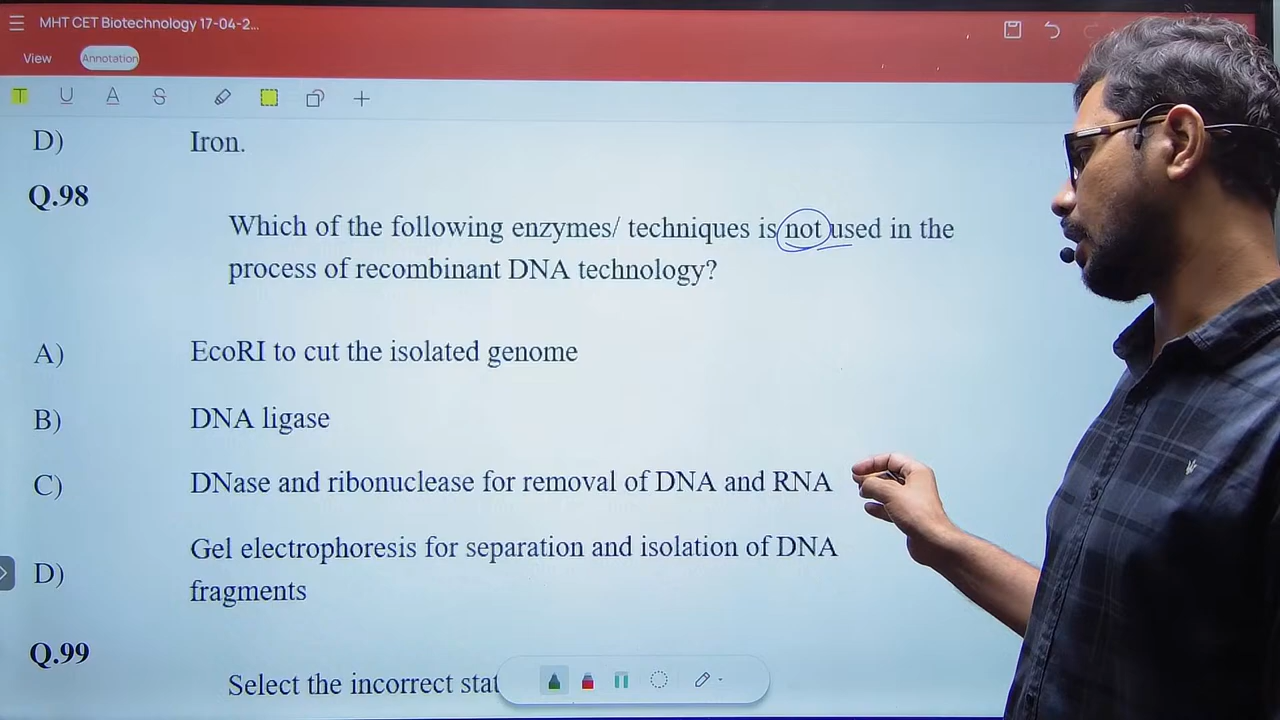 MHT CET Biotechnology 17-04-2...
View Annotation
T U A S
D) Iron.
Q.98
Which of the following enzymes/ techniques is not used in the
process of recombinant DNA technology?
A) EcoRI to cut the isolated genome
B) DNA ligase
C) DNase and ribonuclease for removal of DNA and RNA
D) Gel electrophoresis for separation and isolation of DNA
fragments
Q.99
Select the incorrect stat